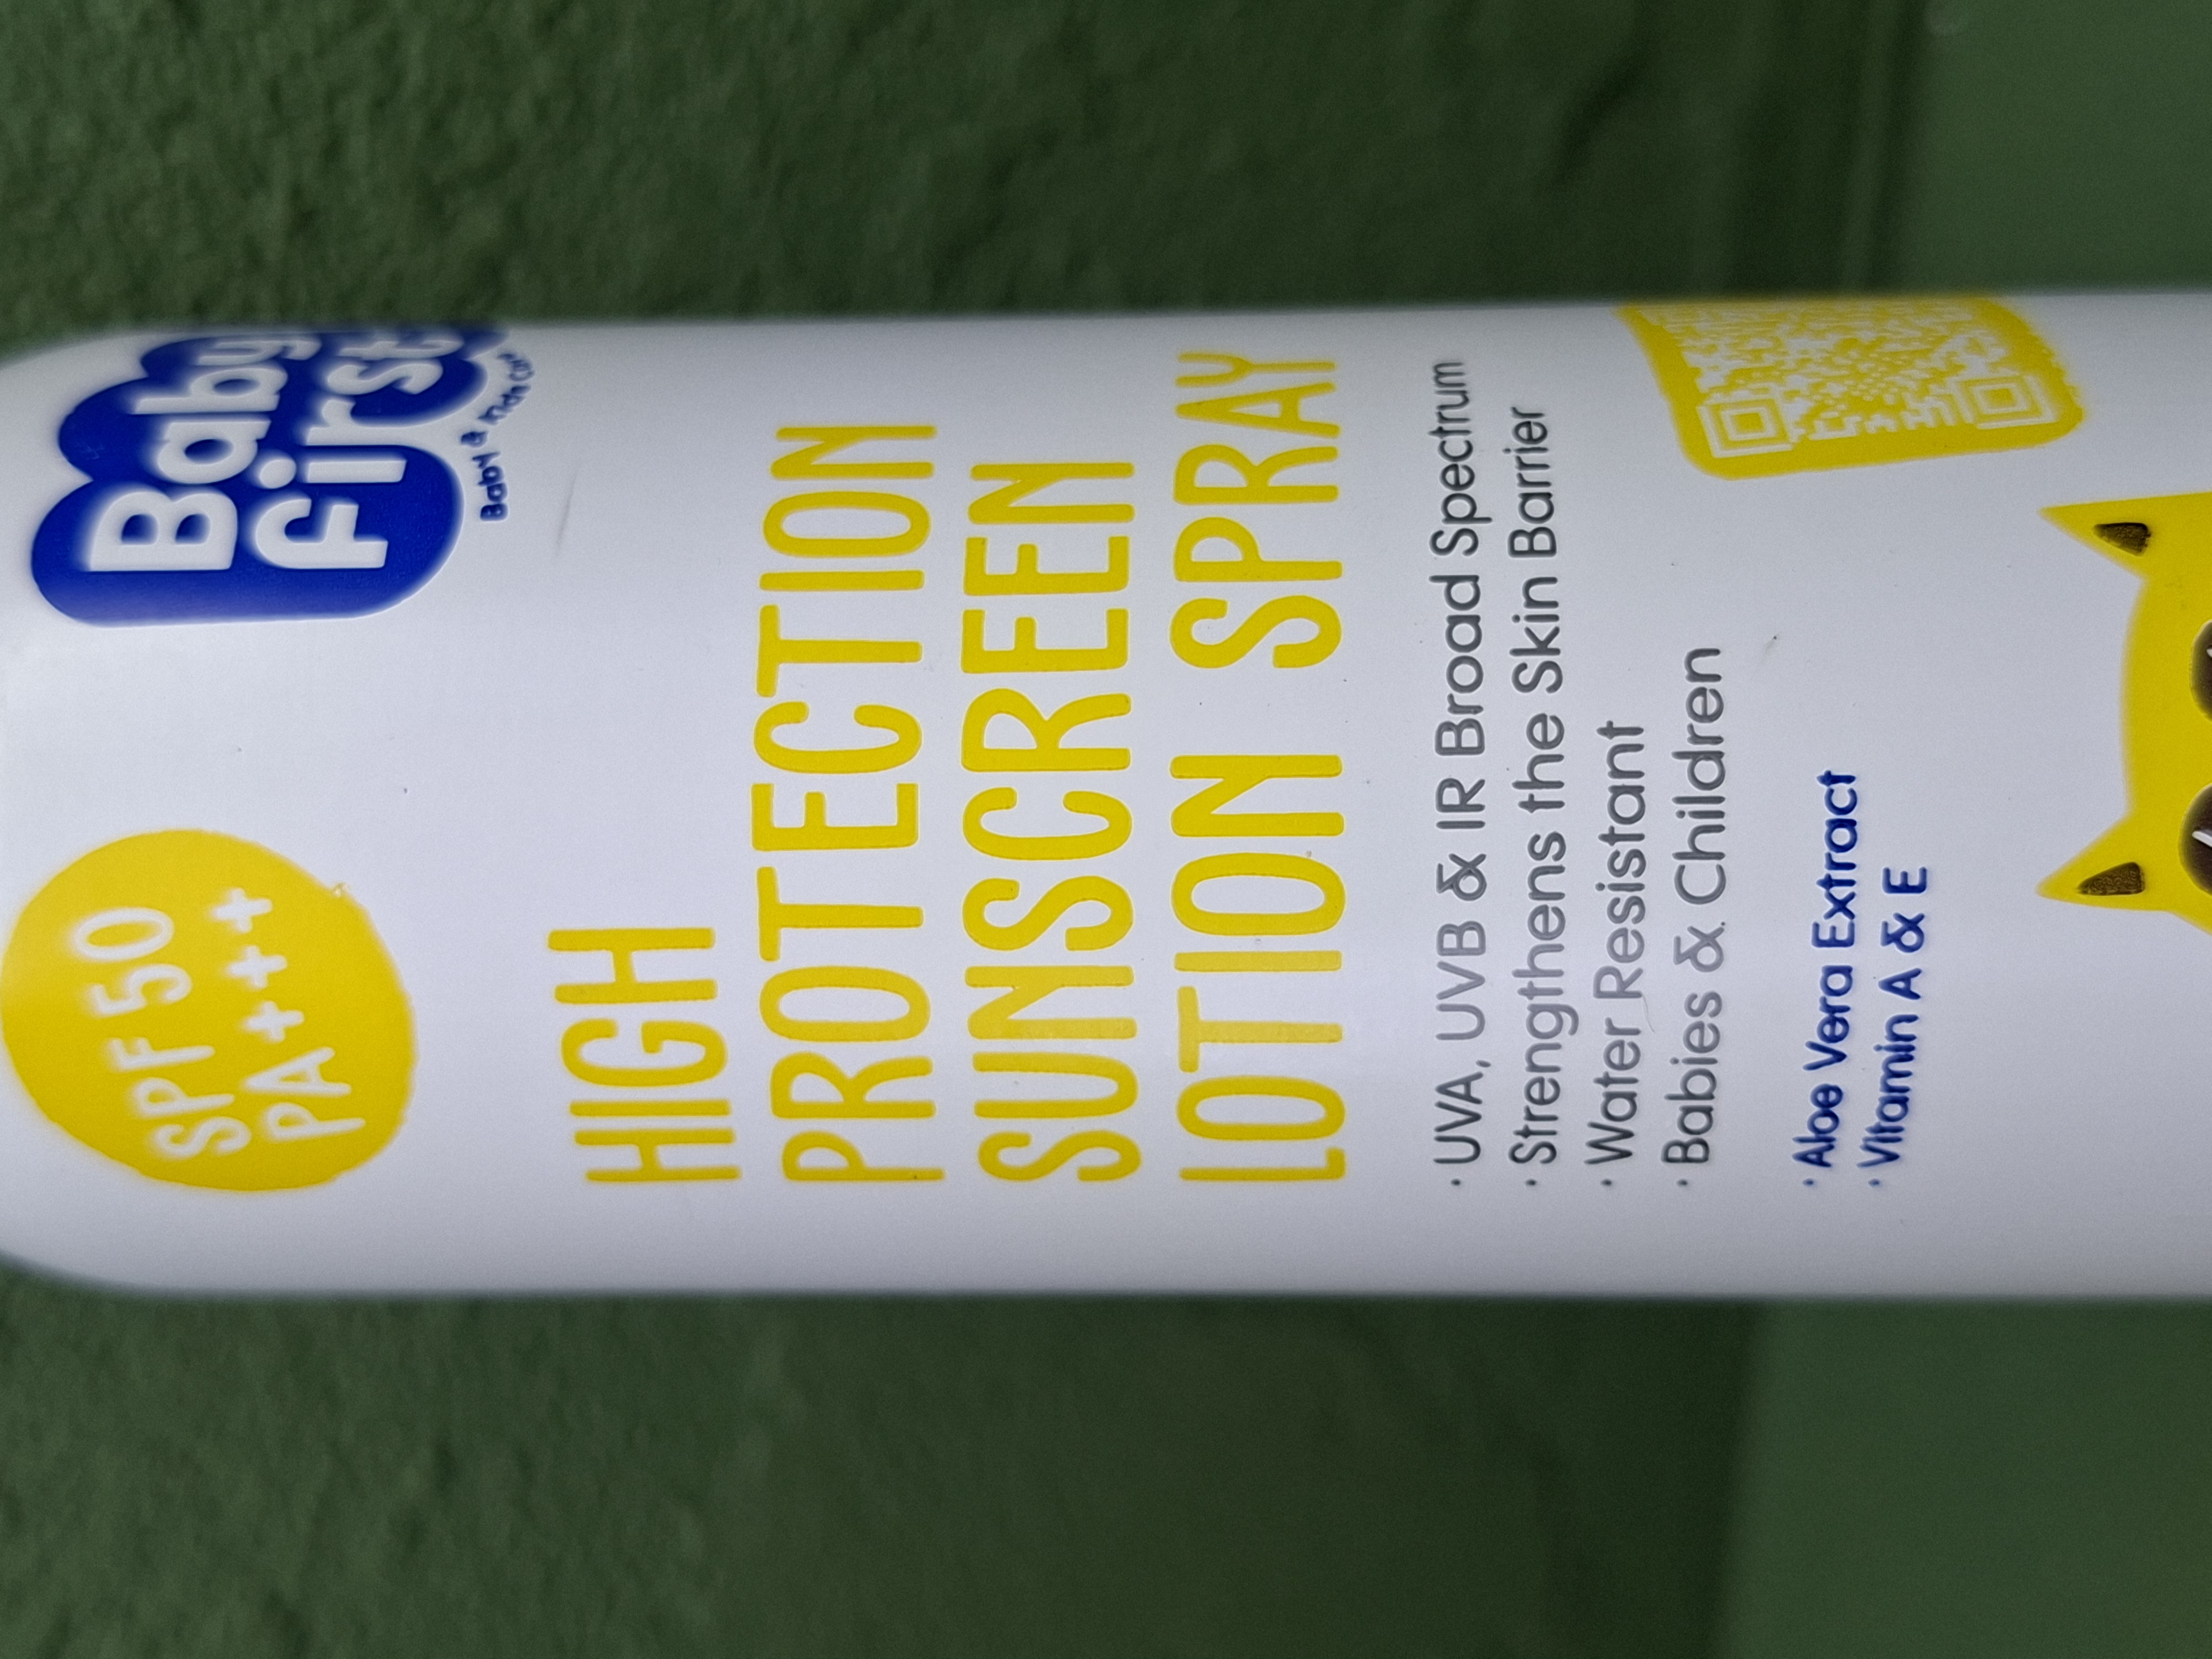 Baby
first
Baby &
SPF 50
PA+++
HIGH
PROTECTION
SUNSCREEN
LOTION SPRAY
· UVA, UVB & IR Broad Spectrum
· Strengthens the Skin Barrier
· Water Resistant
· Babies & Children
· Aloe Vera Extract
· Vitamin A & E